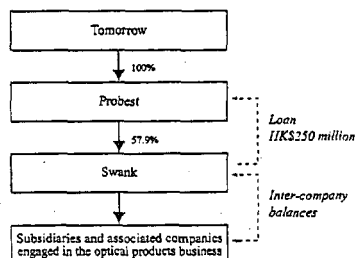 Tomorrow
100%
Probest
Loan
HK$250 million
57.9%
Swank
Inter-company
balances
Subsidiaries and associated companies
engaged in the optical products business